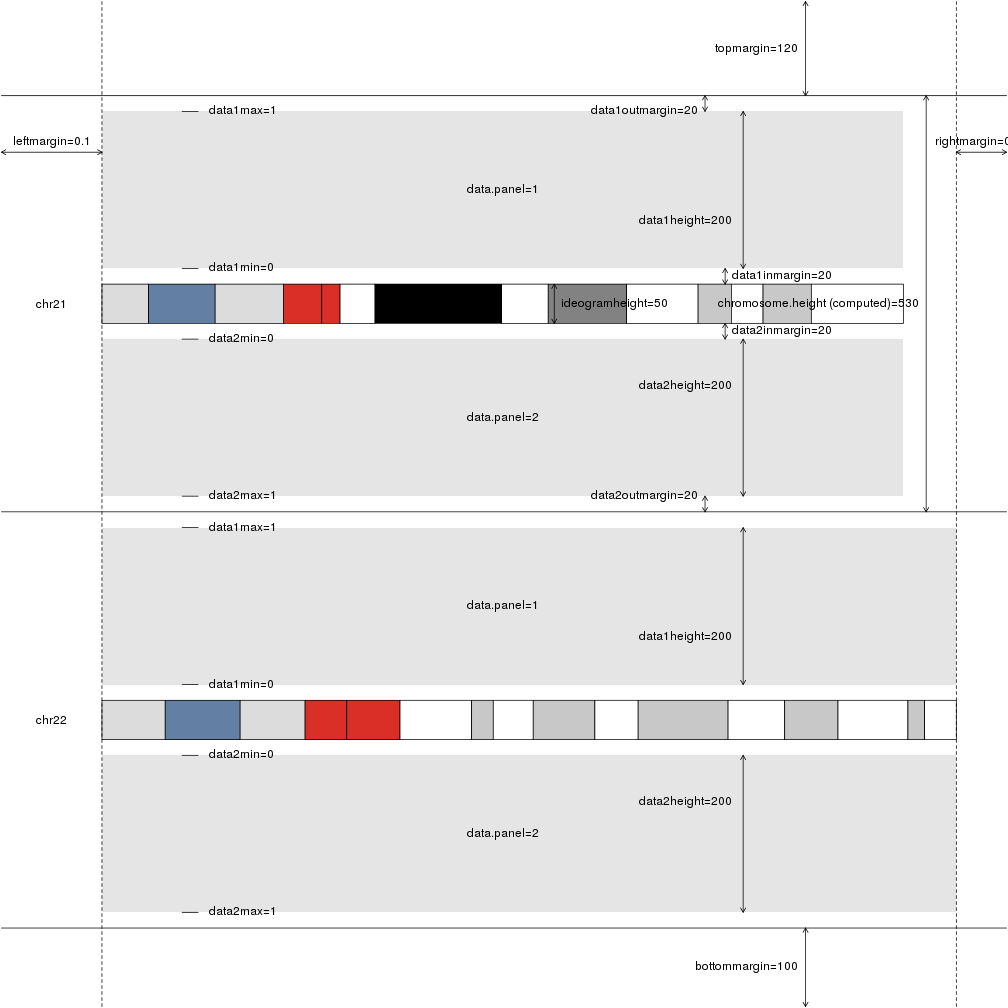 topmargin=120
data1max=1
data1outmargin=20
leftmargin=0.1
rightmargin=0
data.panel=1
data1height=200
data1min=0
data1inmargin=20
chr21
ideogramheight=50
chromosome.height (computed)=530
data2inmargin=20
data2min=0
data2height=200
data.panel=2
data2max=1
data2outmargin=20
data1max=1
data.panel=1
data1height=200
data1min=0
chr22
data2min=0
data2height=200
data.panel=2
data2max=1
bottommargin=100